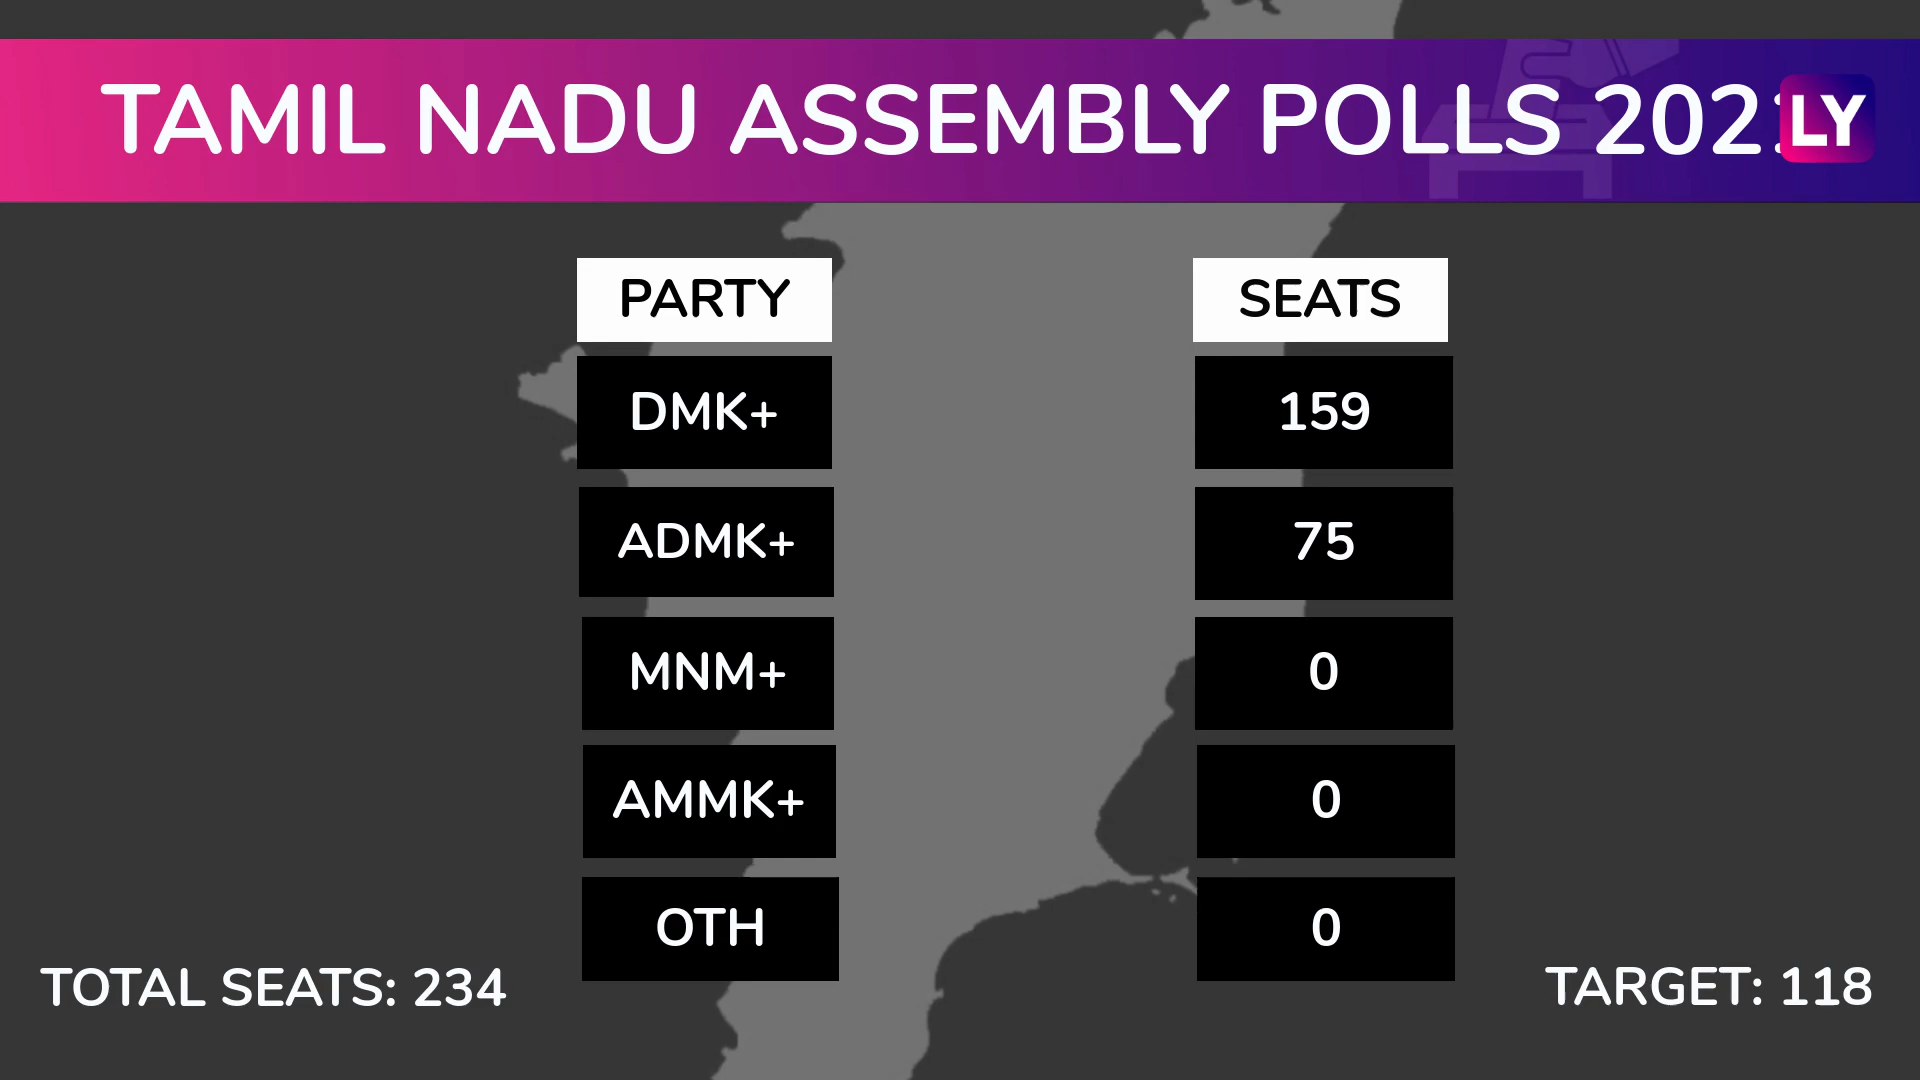 TAMIL NADU ASSEMBLY POLLS
LY
PARTY SEATS
DMK+ 159
ADMK+ 75
MNM+ 0
AMMK+ 0
OTH 0
TOTAL SEATS: 234
TARGET: 118